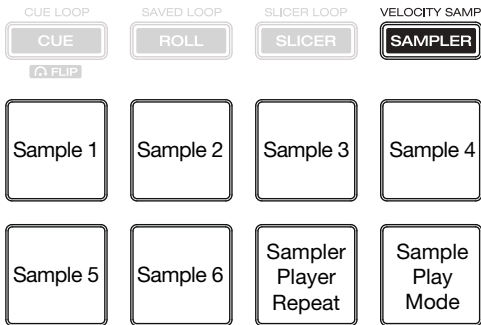 CUE LOOP SAVED LOOP SLICER LOOP VELOCITY SAMP
CUE ROLL SLICER SAMPLER
FLIP
Sample 1 Sample 2 Sample 3 Sample 4
Sample 5 Sample 6 Sampler Player Repeat Sample Play Mode